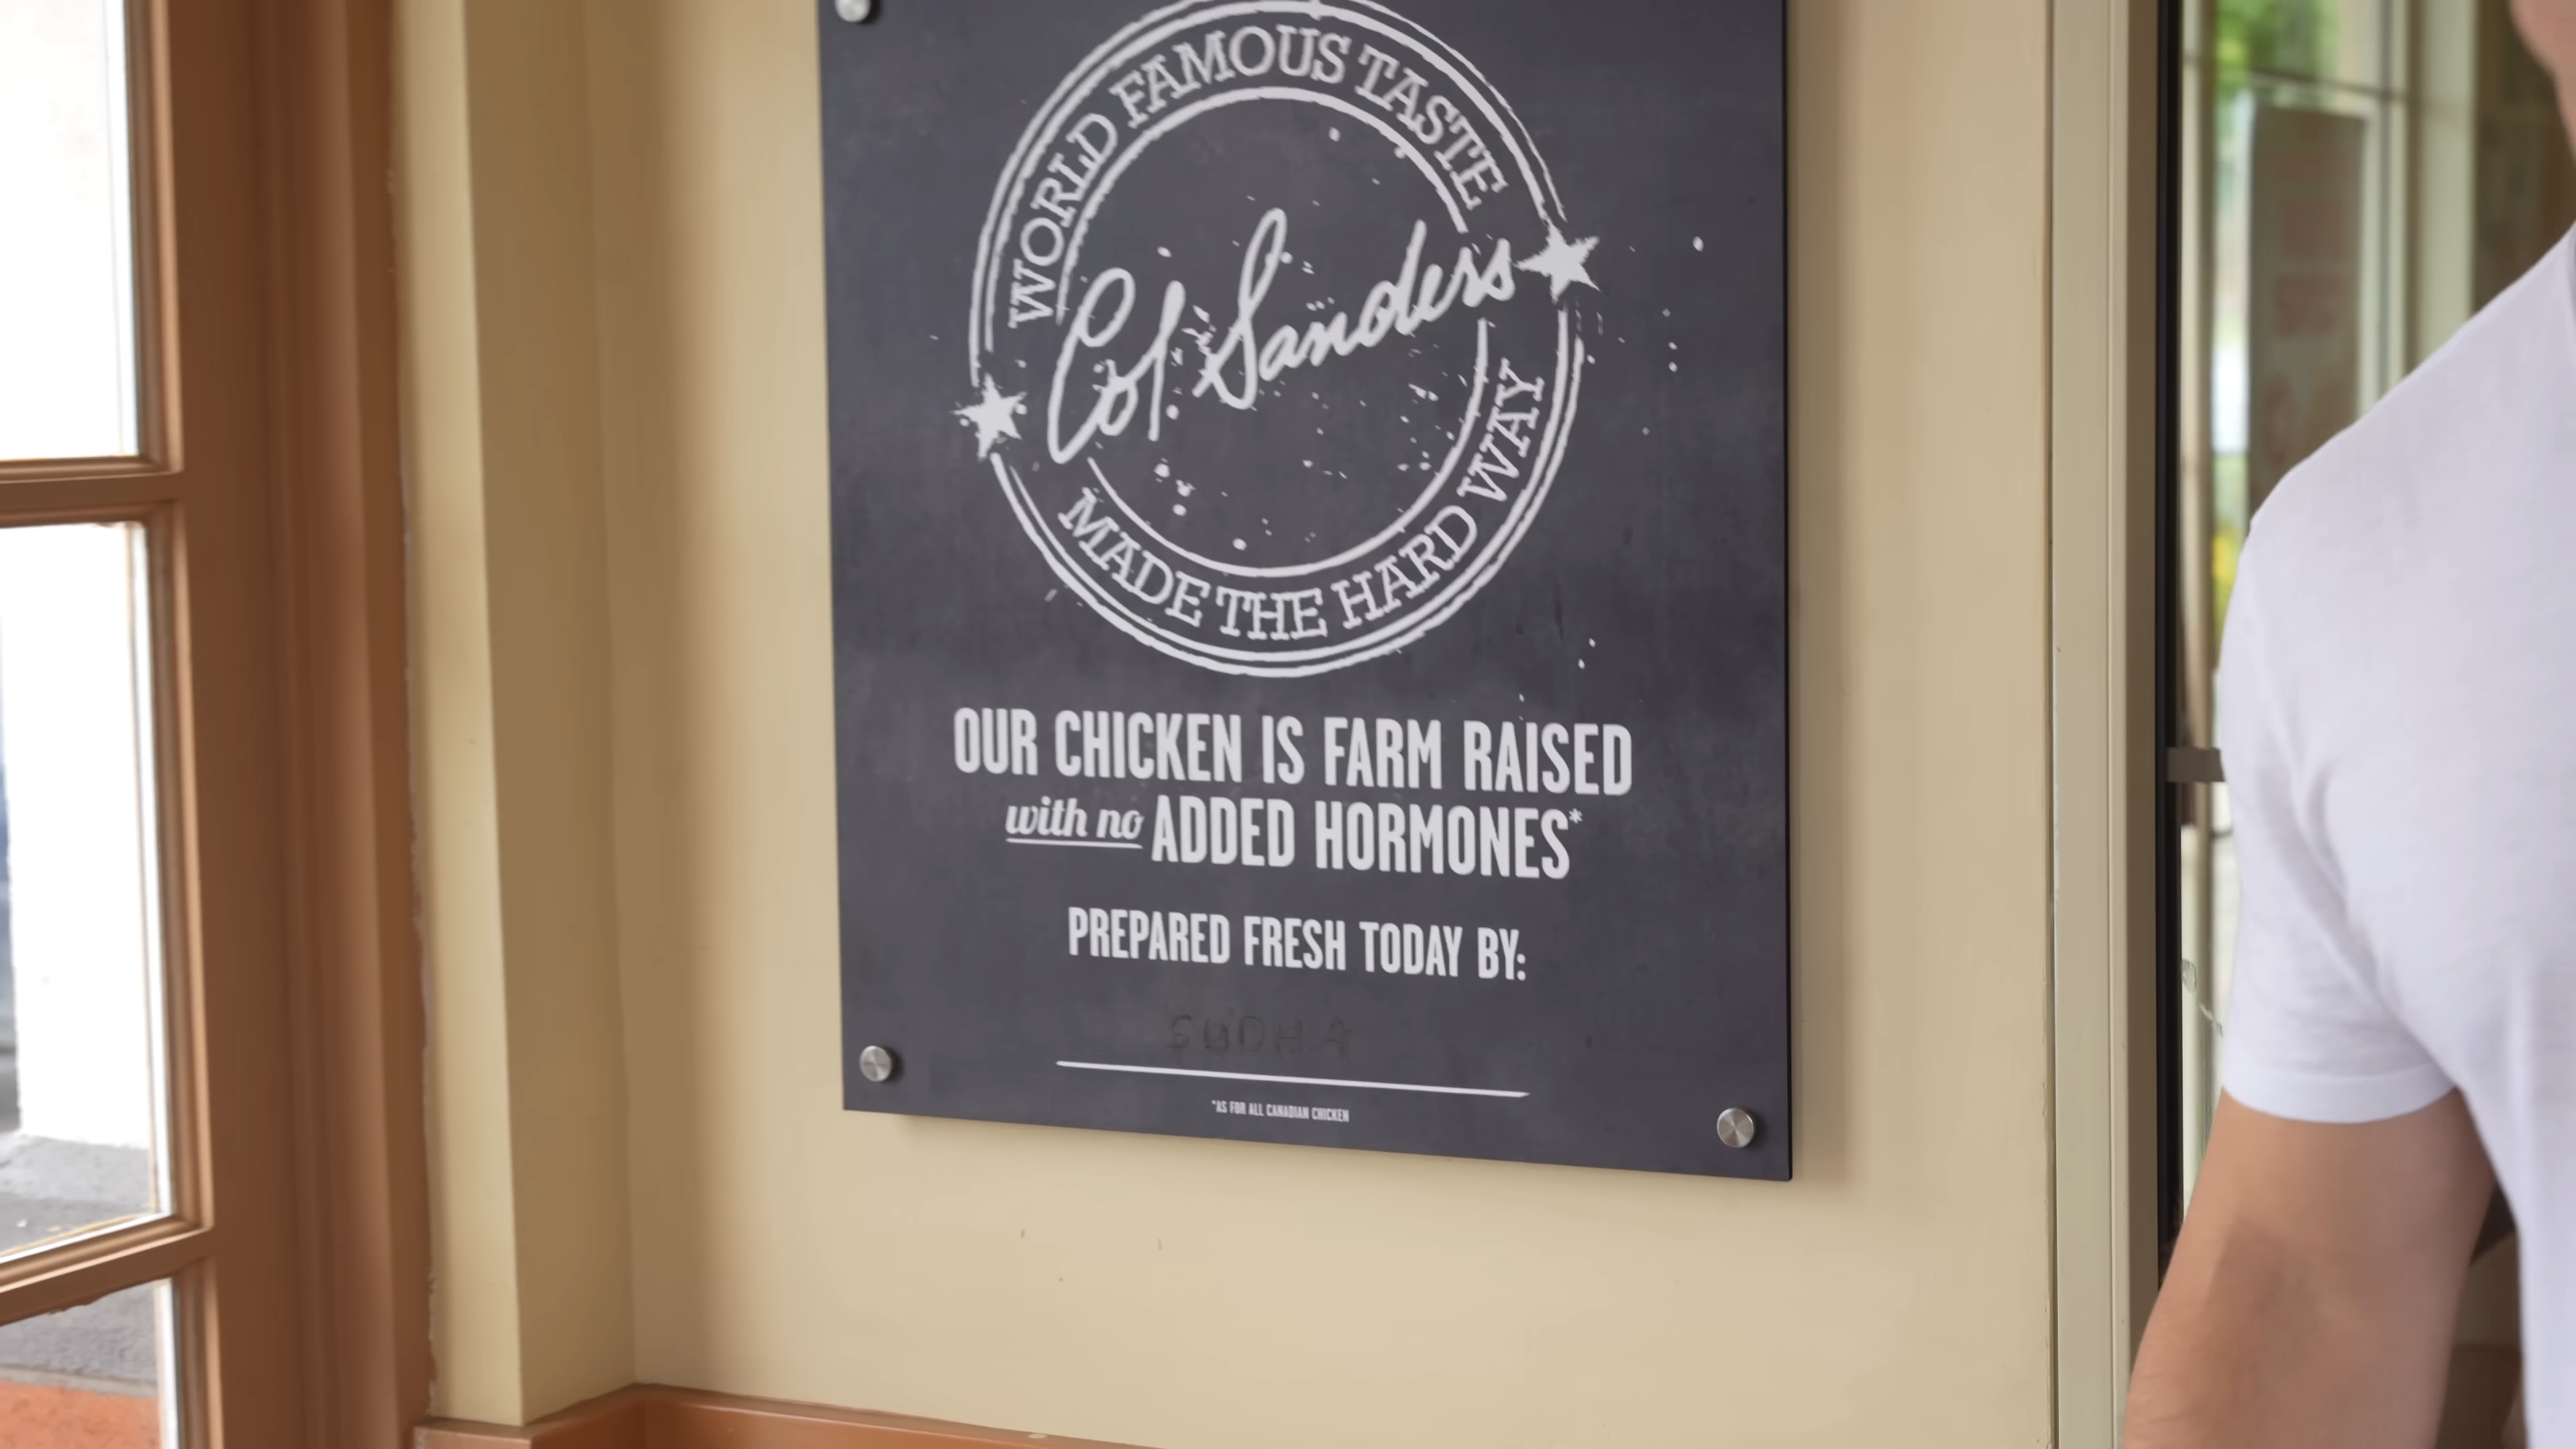 WORLD FAMOUS TASTE
Col. Sanders
MADE THE HARD WAY
OUR CHICKEN IS FARM RAISED
with no ADDED HORMONES*
PREPARED FRESH TODAY BY:
SUDHA
*AS FOR ALL CANADIAN CHICKEN